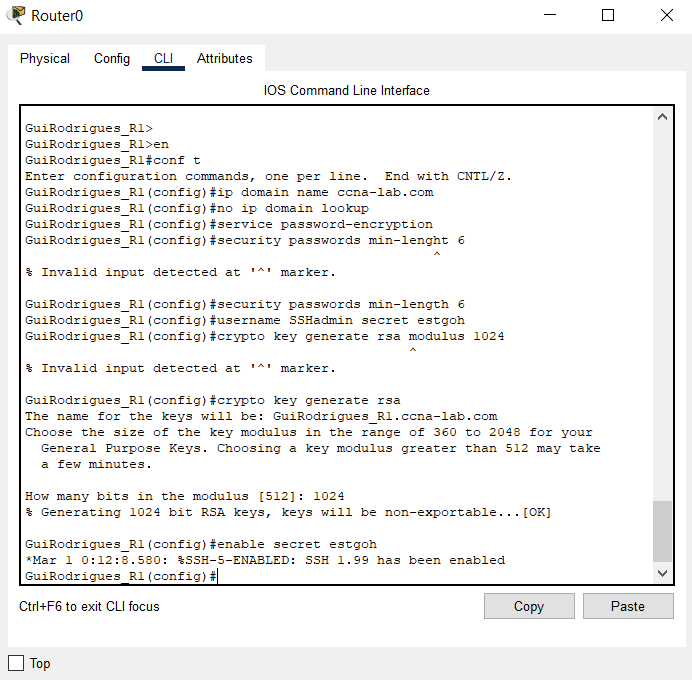 Router0
Physical Config CLI Attributes
IOS Command Line Interface
GuiRodrigues_R1>
GuiRodrigues_R1>en
GuiRodrigues_R1#conf t
Enter configuration commands, one per line.  End with CNTL/Z.
GuiRodrigues_R1(config)#ip domain name ccna-lab.com
GuiRodrigues_R1(config)#no ip domain lookup
GuiRodrigues_R1(config)#service password-encryption
GuiRodrigues_R1(config)#security passwords min-lenght 6
^
% Invalid input detected at '^' marker.
GuiRodrigues_R1(config)#security passwords min-length 6
GuiRodrigues_R1(config)#username SSHadmin secret estgoh
GuiRodrigues_R1(config)#crypto key generate rsa modulus 1024
^
% Invalid input detected at '^' marker.
GuiRodrigues_R1(config)#crypto key generate rsa
The name for the keys will be: GuiRodrigues_R1.ccna-lab.com
Choose the size of the key modulus in the range of 360 to 2048 for your
General Purpose Keys. Choosing a key modulus greater than 512 may take
a few minutes.
How many bits in the modulus [512]: 1024
% Generating 1024 bit RSA keys, keys will be non-exportable...[OK]
GuiRodrigues_R1(config)#enable secret estgoh
*Mar 1 0:12:8.580: %SSH-5-ENABLED: SSH 1.99 has been enabled
GuiRodrigues_R1(config)#
Ctrl+F6 to exit CLI focus
Copy Paste
Top